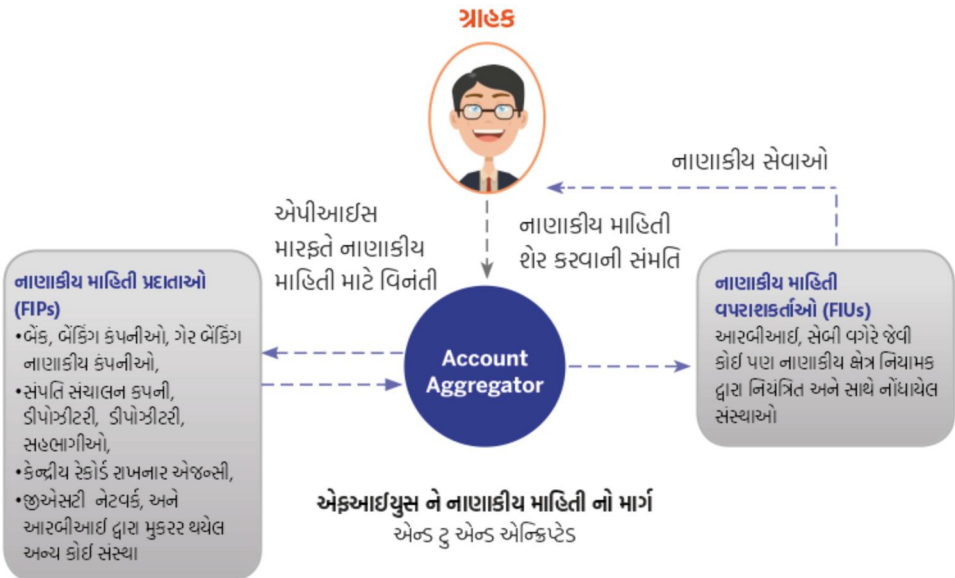 ગ્રાહક
નાણાકીય સેવાઓ
એપીઆઈસ
મારફતે નાણાકીય
માહિતી માટે વિનંતી
નાણાકીય માહિતી
શેર કરવાની સંમતિ
નાણાકીય માહિતી પ્રદાતાઓ
(FIPs)
•બેંક, બેંકિંગ કંપનીઓ, ગેર બેંકિંગ
નાણાકીય કંપનીઓ,
•સંપતિ સંચાલન કપની,
ડીપોઝીટરી, ડીપોઝીટરી,
સહભાગીઓ,
•કેન્દ્રીય રેકોર્ડ રાખનાર એજન્સી,
•જીએસટી નેટવર્ક, અને
આરબીઆઈ દ્વારા મુકરર થયેલ
અન્ય કોઈ સંસ્થા
Account
Aggregator
નાણાકીય માહિતી
વપરાશકર્તાઓ (FIUs)
આરબીઆઈ, સેબી વગેરે જેવી
કોઈ પણ નાણાકીય ક્ષેત્ર નિયામક
દ્વારા નિયંત્રિત અને સાથે નોંધાયેલ
સંસ્થાઓ
એફઆઈયુસ ને નાણાકીય માહિતી નો માર્ગ
એન્ડ ટુ એન્ડ એન્ક્રિપ્ટેડ